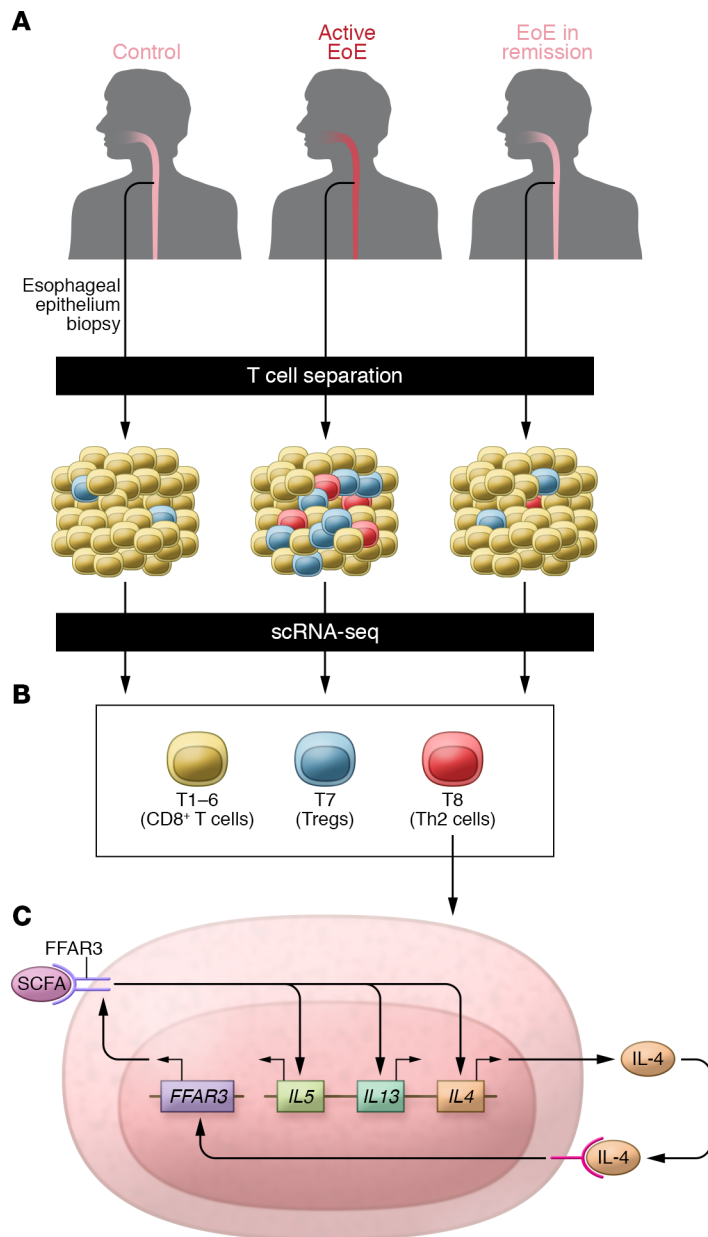 A
Control
Active
EoE
EoE in
remission
Esophageal
epithelium
biopsy
T cell separation
scRNA-seq
B
T1–6
(CD8⁺ T cells)
T7
(Tregs)
T8
(Th2 cells)
C
FFAR3
SCFA
FFAR3
IL5
IL13
IL4
IL-4
IL-4